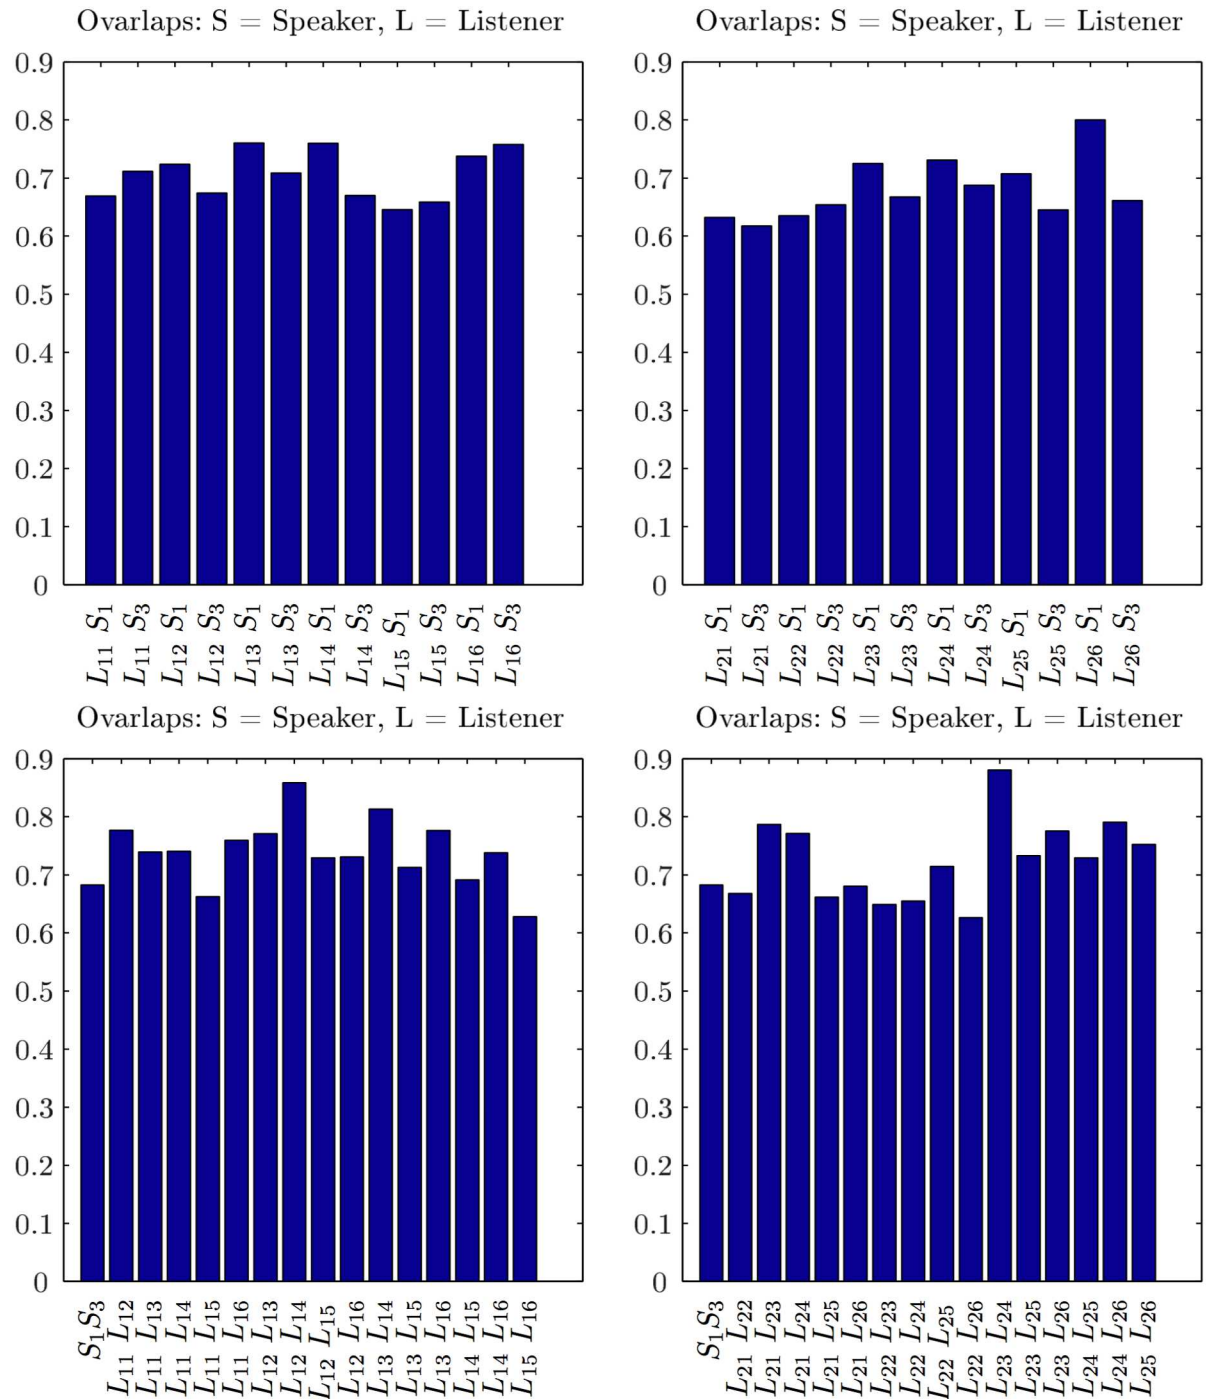 Ovarlaps: S = Speaker, L = Listener
0.9
0.8
0.7
0.6
0.5
0.4
0.3
0.2
0.1
0
L11 S1
L11 S3
L12 S1
L12 S3
L13 S1
L13 S3
L14 S1
L14 S3
L15 S1
L15 S3
L16 S1
L16 S3
Ovarlaps: S = Speaker, L = Listener
0.9
0.8
0.7
0.6
0.5
0.4
0.3
0.2
0.1
0
L21 S1
L21 S3
L22 S1
L22 S3
L23 S1
L23 S3
L24 S1
L24 S3
L25 S1
L25 S3
L26 S1
L26 S3
Ovarlaps: S = Speaker, L = Listener
0.9
0.8
0.7
0.6
0.5
0.4
0.3
0.2
0.1
0
S1 S3
L11 L12
L11 L13
L11 L14
L11 L15
L11 L16
L12 L13
L12 L14
L12 L15
L12 L16
L13 L14
L13 L15
L13 L16
L14 L15
L14 L16
L15 L16
Ovarlaps: S = Speaker, L = Listener
0.9
0.8
0.7
0.6
0.5
0.4
0.3
0.2
0.1
0
S1 S3
L21 L22
L21 L23
L21 L24
L21 L25
L21 L26
L22 L23
L22 L24
L22 L25
L22 L26
L23 L24
L23 L25
L23 L26
L24 L25
L24 L26
L25 L26